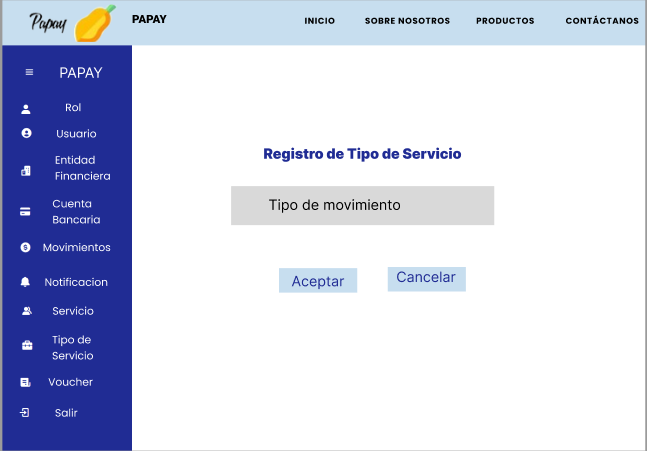 Papay
PAPAY
INICIO
SOBRE NOSOTROS
PRODUCTOS
CONTÁCTANOS
PAPAY
Rol
Usuario
Entidad
Financiera
Cuenta
Bancaria
Movimientos
Notificacion
Servicio
Tipo de
Servicio
Voucher
Salir
Registro de Tipo de Servicio
Tipo de movimiento
Aceptar
Cancelar